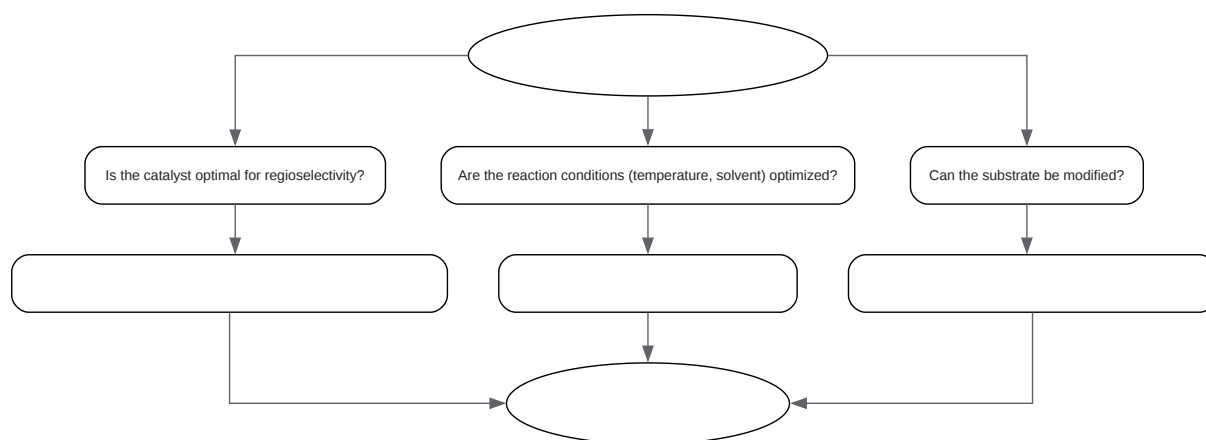 Is the catalyst optimal for regioselectivity?
Are the reaction conditions (temperature, solvent) optimized?
Can the substrate be modified?